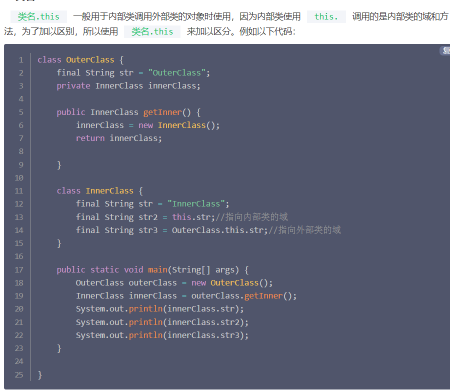 类名.this 一般用于内部类调用外部类的对象时使用，因为内部类使用 this. 调用的是内部类的域和方
法，为了加以区别，所以使用 类名.this 来加以区分。例如以下代码：
1 class OuterClass {
2 final String str = "OuterClass";
3 private InnerClass innerClass;
4
5 public InnerClass getInner() {
6 innerClass = new InnerClass();
7 return innerClass;
8
9 }
10
11 class InnerClass {
12 final String str = "InnerClass";
13 final String str2 = this.str;//指向内部类的域
14 final String str3 = OuterClass.this.str;//指向外部类的域
15 }
16
17 public static void main(String[] args) {
18 OuterClass outerClass = new OuterClass();
19 InnerClass innerClass = outerClass.getInner();
20 System.out.println(innerClass.str);
21 System.out.println(innerClass.str2);
22 System.out.println(innerClass.str3);
23 }
24
25 }